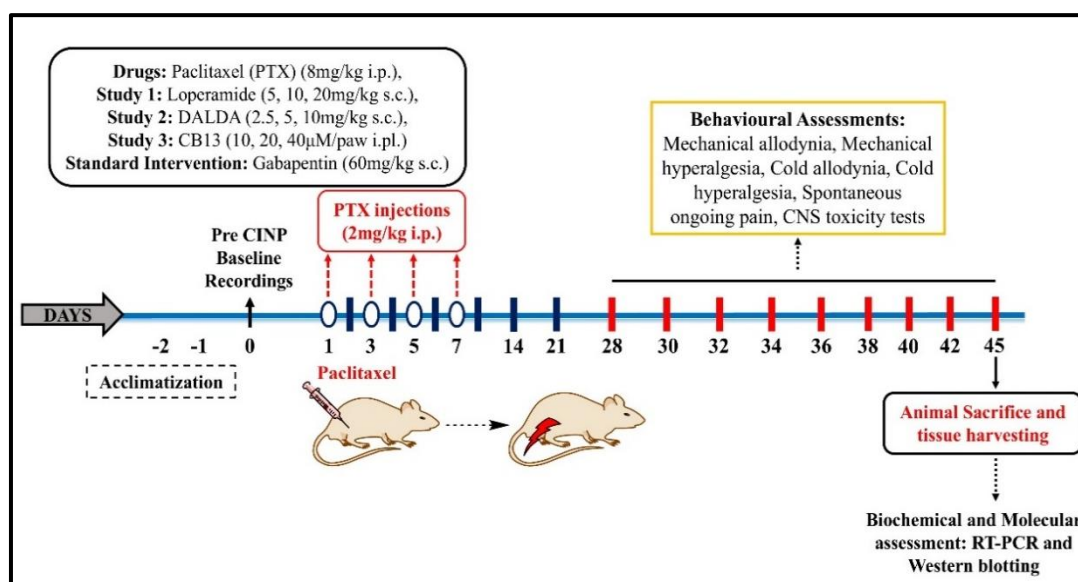 Drugs: Paclitaxel (PTX) (8mg/kg i.p.),
Study 1: Loperamide (5, 10, 20mg/kg s.c.),
Study 2: DALDA (2.5, 5, 10mg/kg s.c.),
Study 3: CB13 (10, 20, 40μM/paw i.pl.)
Standard Intervention: Gabapentin (60mg/kg s.c.)
Behavioural Assessments:
Mechanical allodynia, Mechanical
hyperalgesia, Cold allodynia, Cold
hyperalgesia, Spontaneous
ongoing pain, CNS toxicity tests
PTX injections
(2mg/kg i.p.)
Pre CINP
Baseline
Recordings
DAYS
-2 -1 0 1 3 5 7 14 21 28 30 32 34 36 38 40 42 45
Acclimatization
Paclitaxel
Animal Sacrifice and
tissue harvesting
Biochemical and Molecular
assessment: RT-PCR and
Western blotting